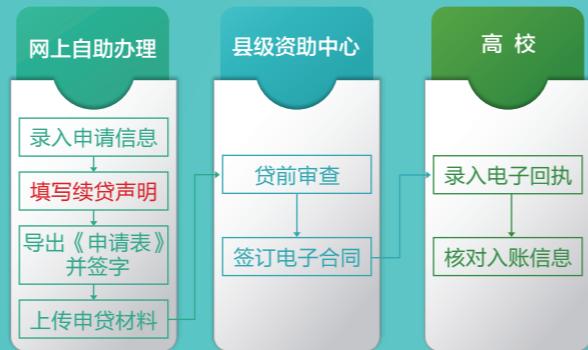 网上自助办理
录入申请信息
填写续贷声明
导出《申请表》
并签字
上传申贷材料
县级资助中心
贷前审查
签订电子合同
高 校
录入电子回执
核对入账信息